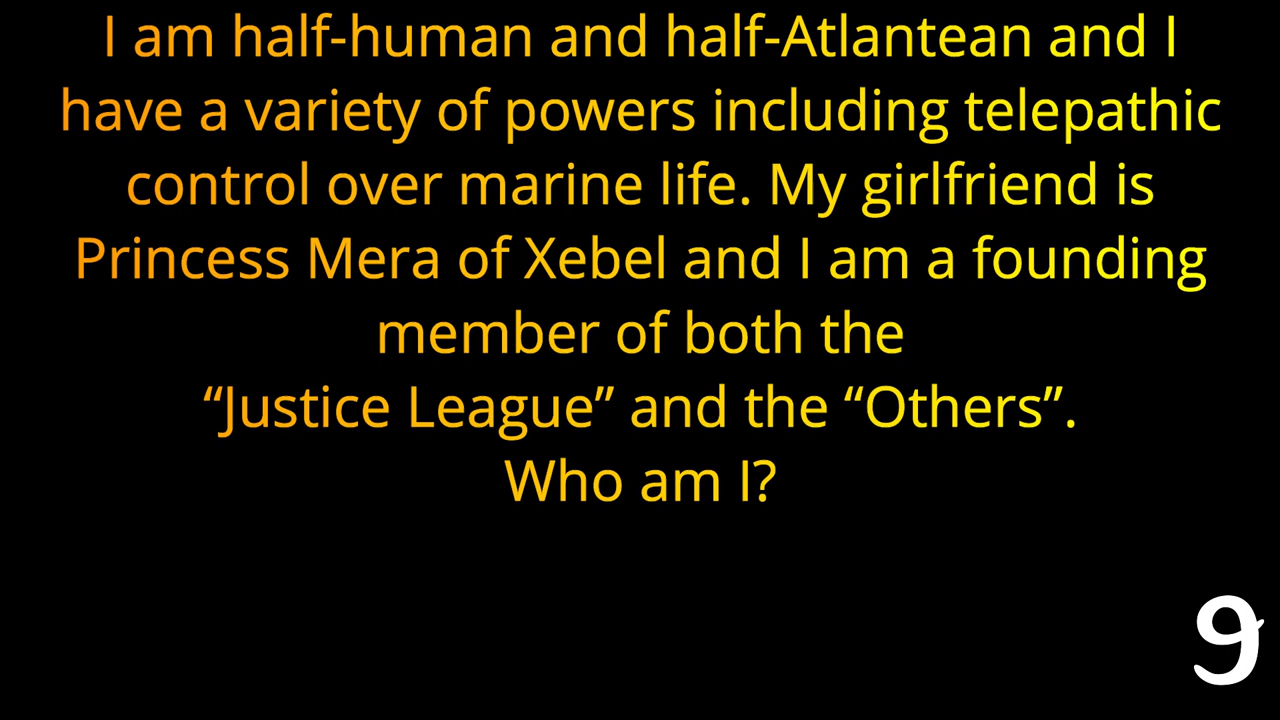 I am half-human and half-Atlantean and I
have a variety of powers including telepathic
control over marine life. My girlfriend is
Princess Mera of Xebel and I am a founding
member of both the
“Justice League” and the “Others”.
Who am I?
9